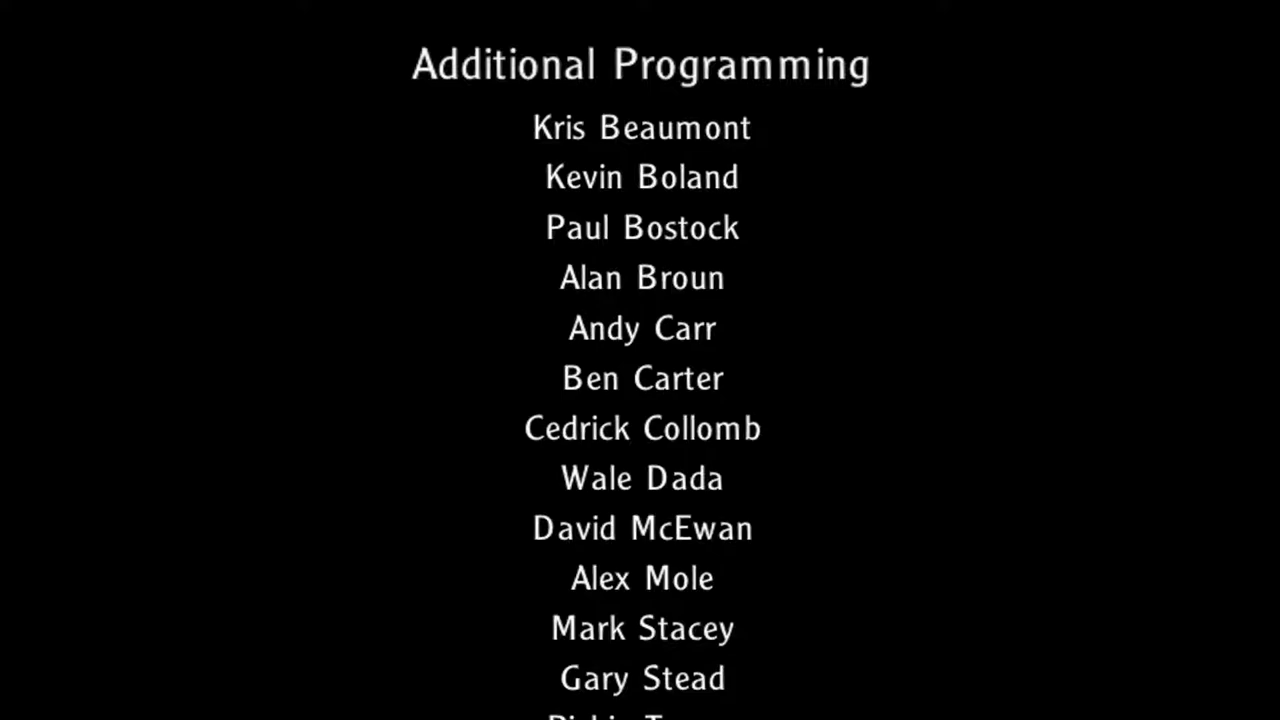 Additional Programming
Kris Beaumont
Kevin Boland
Paul Bostock
Alan Broun
Andy Carr
Ben Carter
Cedrick Collomb
Wale Dada
David McEwan
Alex Mole
Mark Stacey
Gary Stead